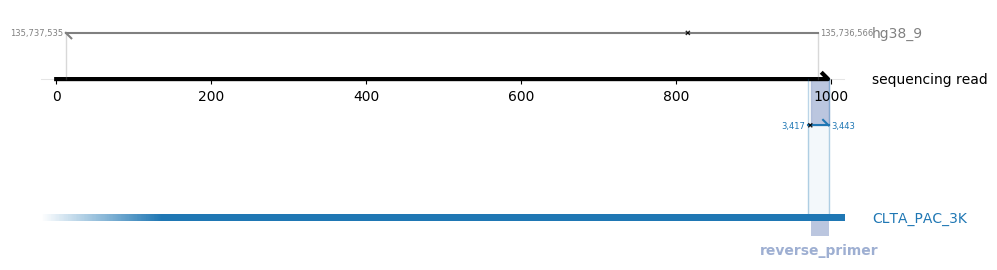 135,737,535 135,736,566 hg38_9
sequencing read
0 200 400 600 800 1000
3,417 3,443
CLTA_PAC_3K
reverse_primer